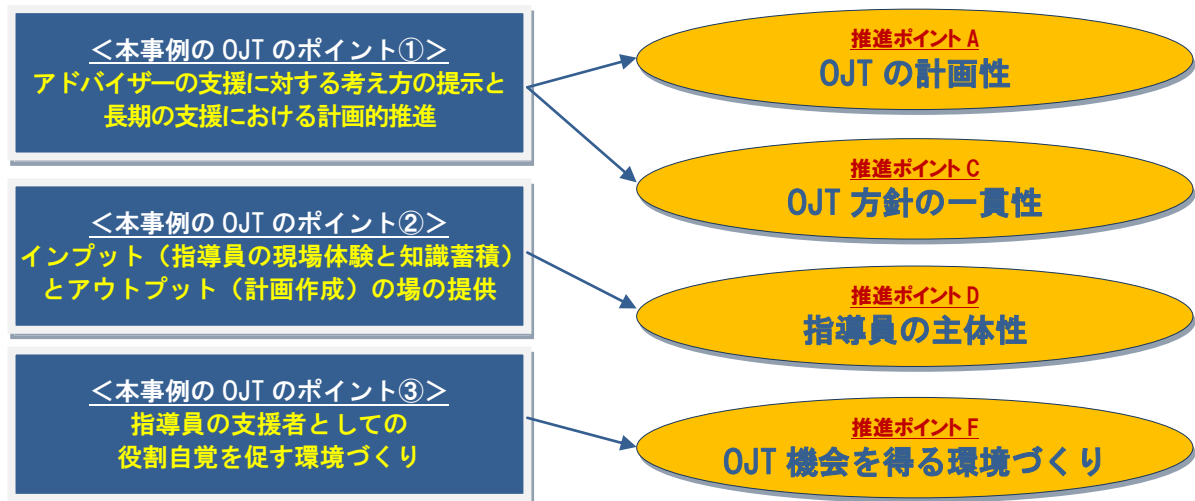 <本事例の OJT のポイント①>
アドバイザーの支援に対する考え方の提示と
長期の支援における計画的推進
<本事例の OJT のポイント②>
インプット（指導員の現場体験と知識蓄積）
とアウトプット（計画作成）の場の提供
<本事例の OJT のポイント③>
指導員の支援者としての
役割自覚を促す環境づくり
推進ポイント A
OJT の計画性
推進ポイント C
OJT 方針の一貫性
推進ポイント D
指導員の主体性
推進ポイント F
OJT 機会を得る環境づくり